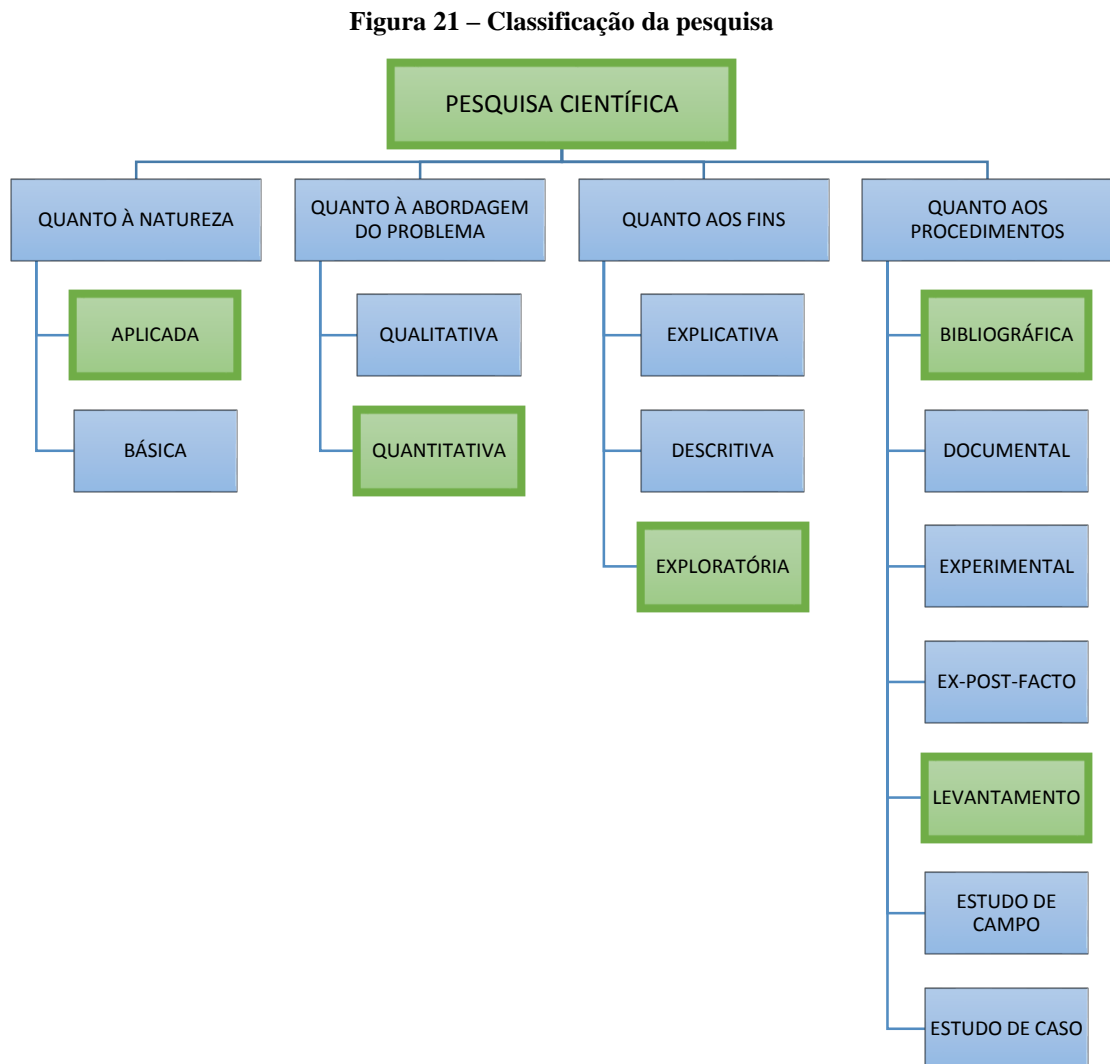 Figura 21 – Classificação da pesquisa
PESQUISA CIENTÍFICA
QUANTO À NATUREZA
APLICADA
BÁSICA
QUANTO À ABORDAGEM
DO PROBLEMA
QUALITATIVA
QUANTITATIVA
QUANTO AOS FINS
EXPLICATIVA
DESCRITIVA
EXPLORATÓRIA
QUANTO AOS
PROCEDIMENTOS
BIBLIOGRÁFICA
DOCUMENTAL
EXPERIMENTAL
EX-POST-FACTO
LEVANTAMENTO
ESTUDO DE
CAMPO
ESTUDO DE CASO